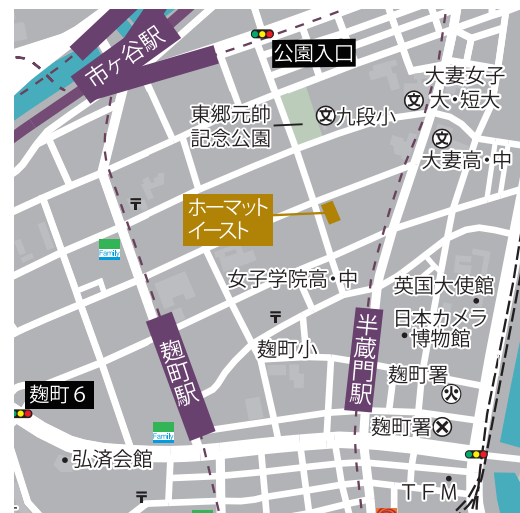 市ヶ谷駅
公園入口
大妻女子
大・短大
東郷元帥
記念公園
文
九段小
文
文
大妻高・中
〒
ホーマット
イースト
Family
女子学院高・中
英国大使館
〒
日本カメラ
博物館
半蔵門駅
麹町駅
麹町小
麹町署
火
麹町6
麹町署
Family
弘済会館
TFM
〒